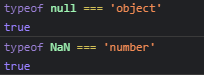 typeof null === 'object'
true
typeof NaN === 'number'
true